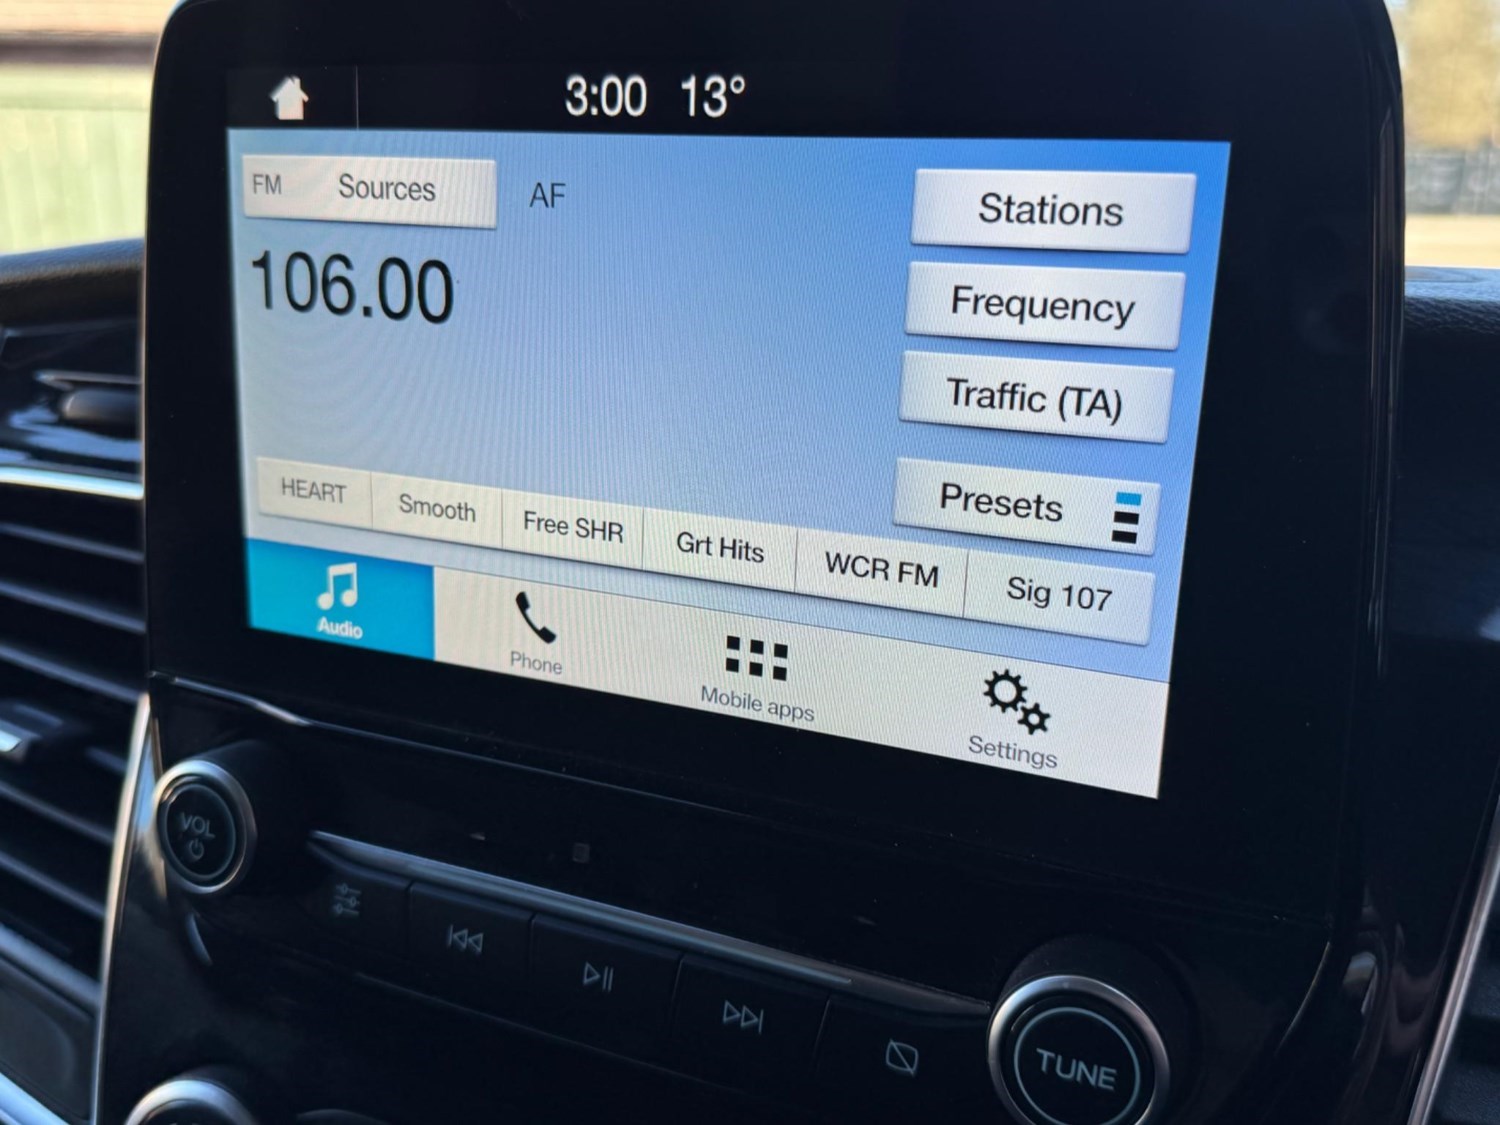 3:00 13°
FM Sources AF
106.00
Stations
Frequency
Traffic (TA)
Presets
HEART Smooth Free SHR Grt Hits WCR FM Sig 107
Audio Phone Mobile apps Settings
VOL
TUNE